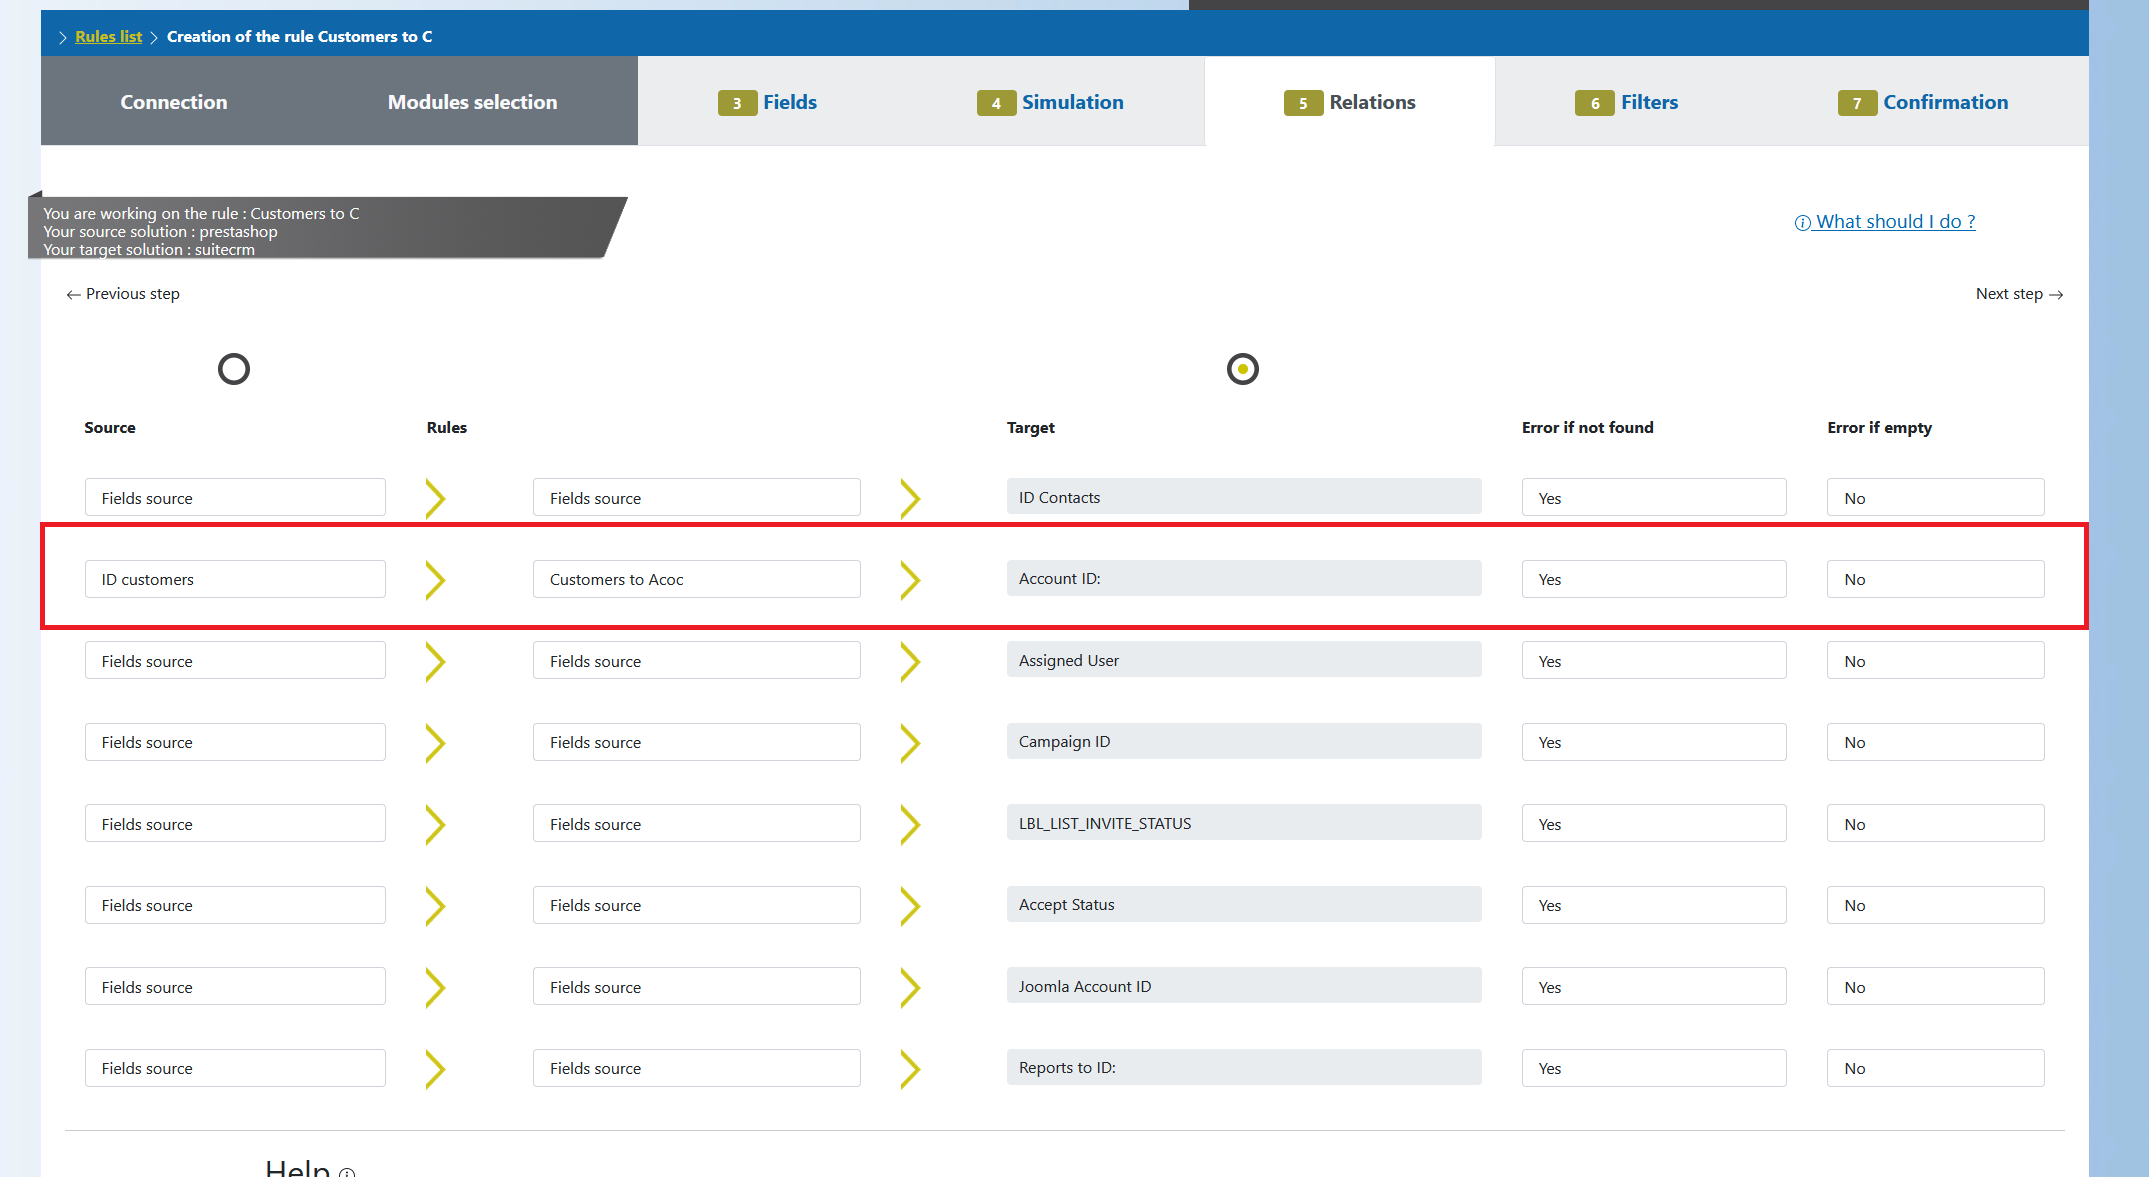 Rules list Creation of the rule Customers to C
Connection Modules selection 3 Fields 4 Simulation 5 Relations 6 Filters 7 Confirmation
You are working on the rule : Customers to C
Your source solution : prestashop
Your target solution : suitecrm
What should I do ?
← Previous step Next step →
Source Rules Target Error if not found Error if empty
Fields source Fields source ID Contacts Yes No
ID customers Customers to Acoc Account ID: Yes No
Fields source Fields source Assigned User Yes No
Fields source Fields source Campaign ID Yes No
Fields source Fields source LBL_LIST_INVITE_STATUS Yes No
Fields source Fields source Accept Status Yes No
Fields source Fields source Joomla Account ID Yes No
Fields source Fields source Reports to ID: Yes No
Help